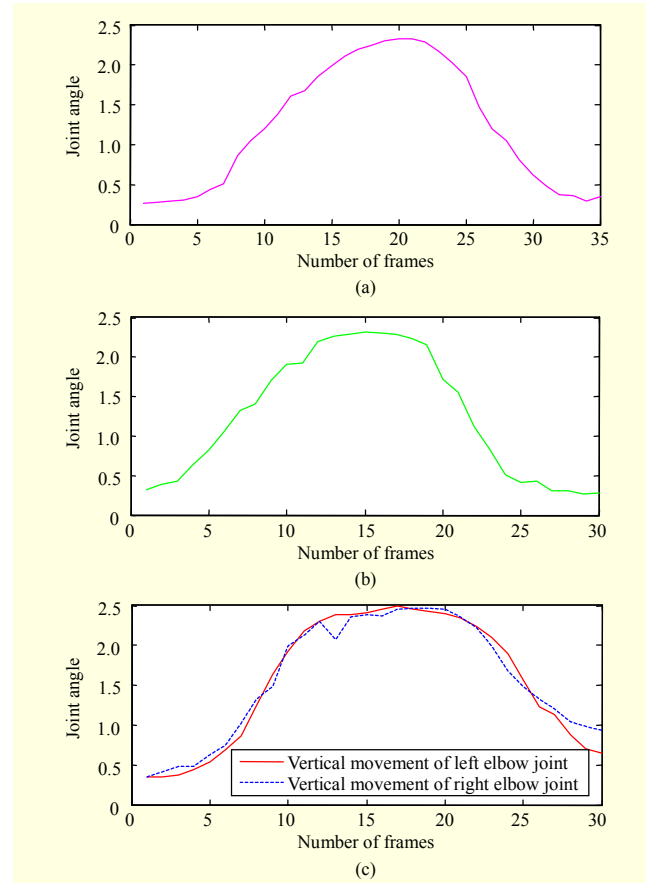 2.5
2.0
1.5
1.0
0.5
0
Joint angle
0 5 10 15 20 25 30 35
Number of frames
(a)
2.5
2.0
1.5
1.0
0.5
0
Joint angle
0 5 10 15 20 25 30
Number of frames
(b)
2.5
2.0
1.5
1.0
0.5
0
Joint angle
Vertical movement of left elbow joint
Vertical movement of right elbow joint
0 5 10 15 20 25 30
Number of frames
(c)